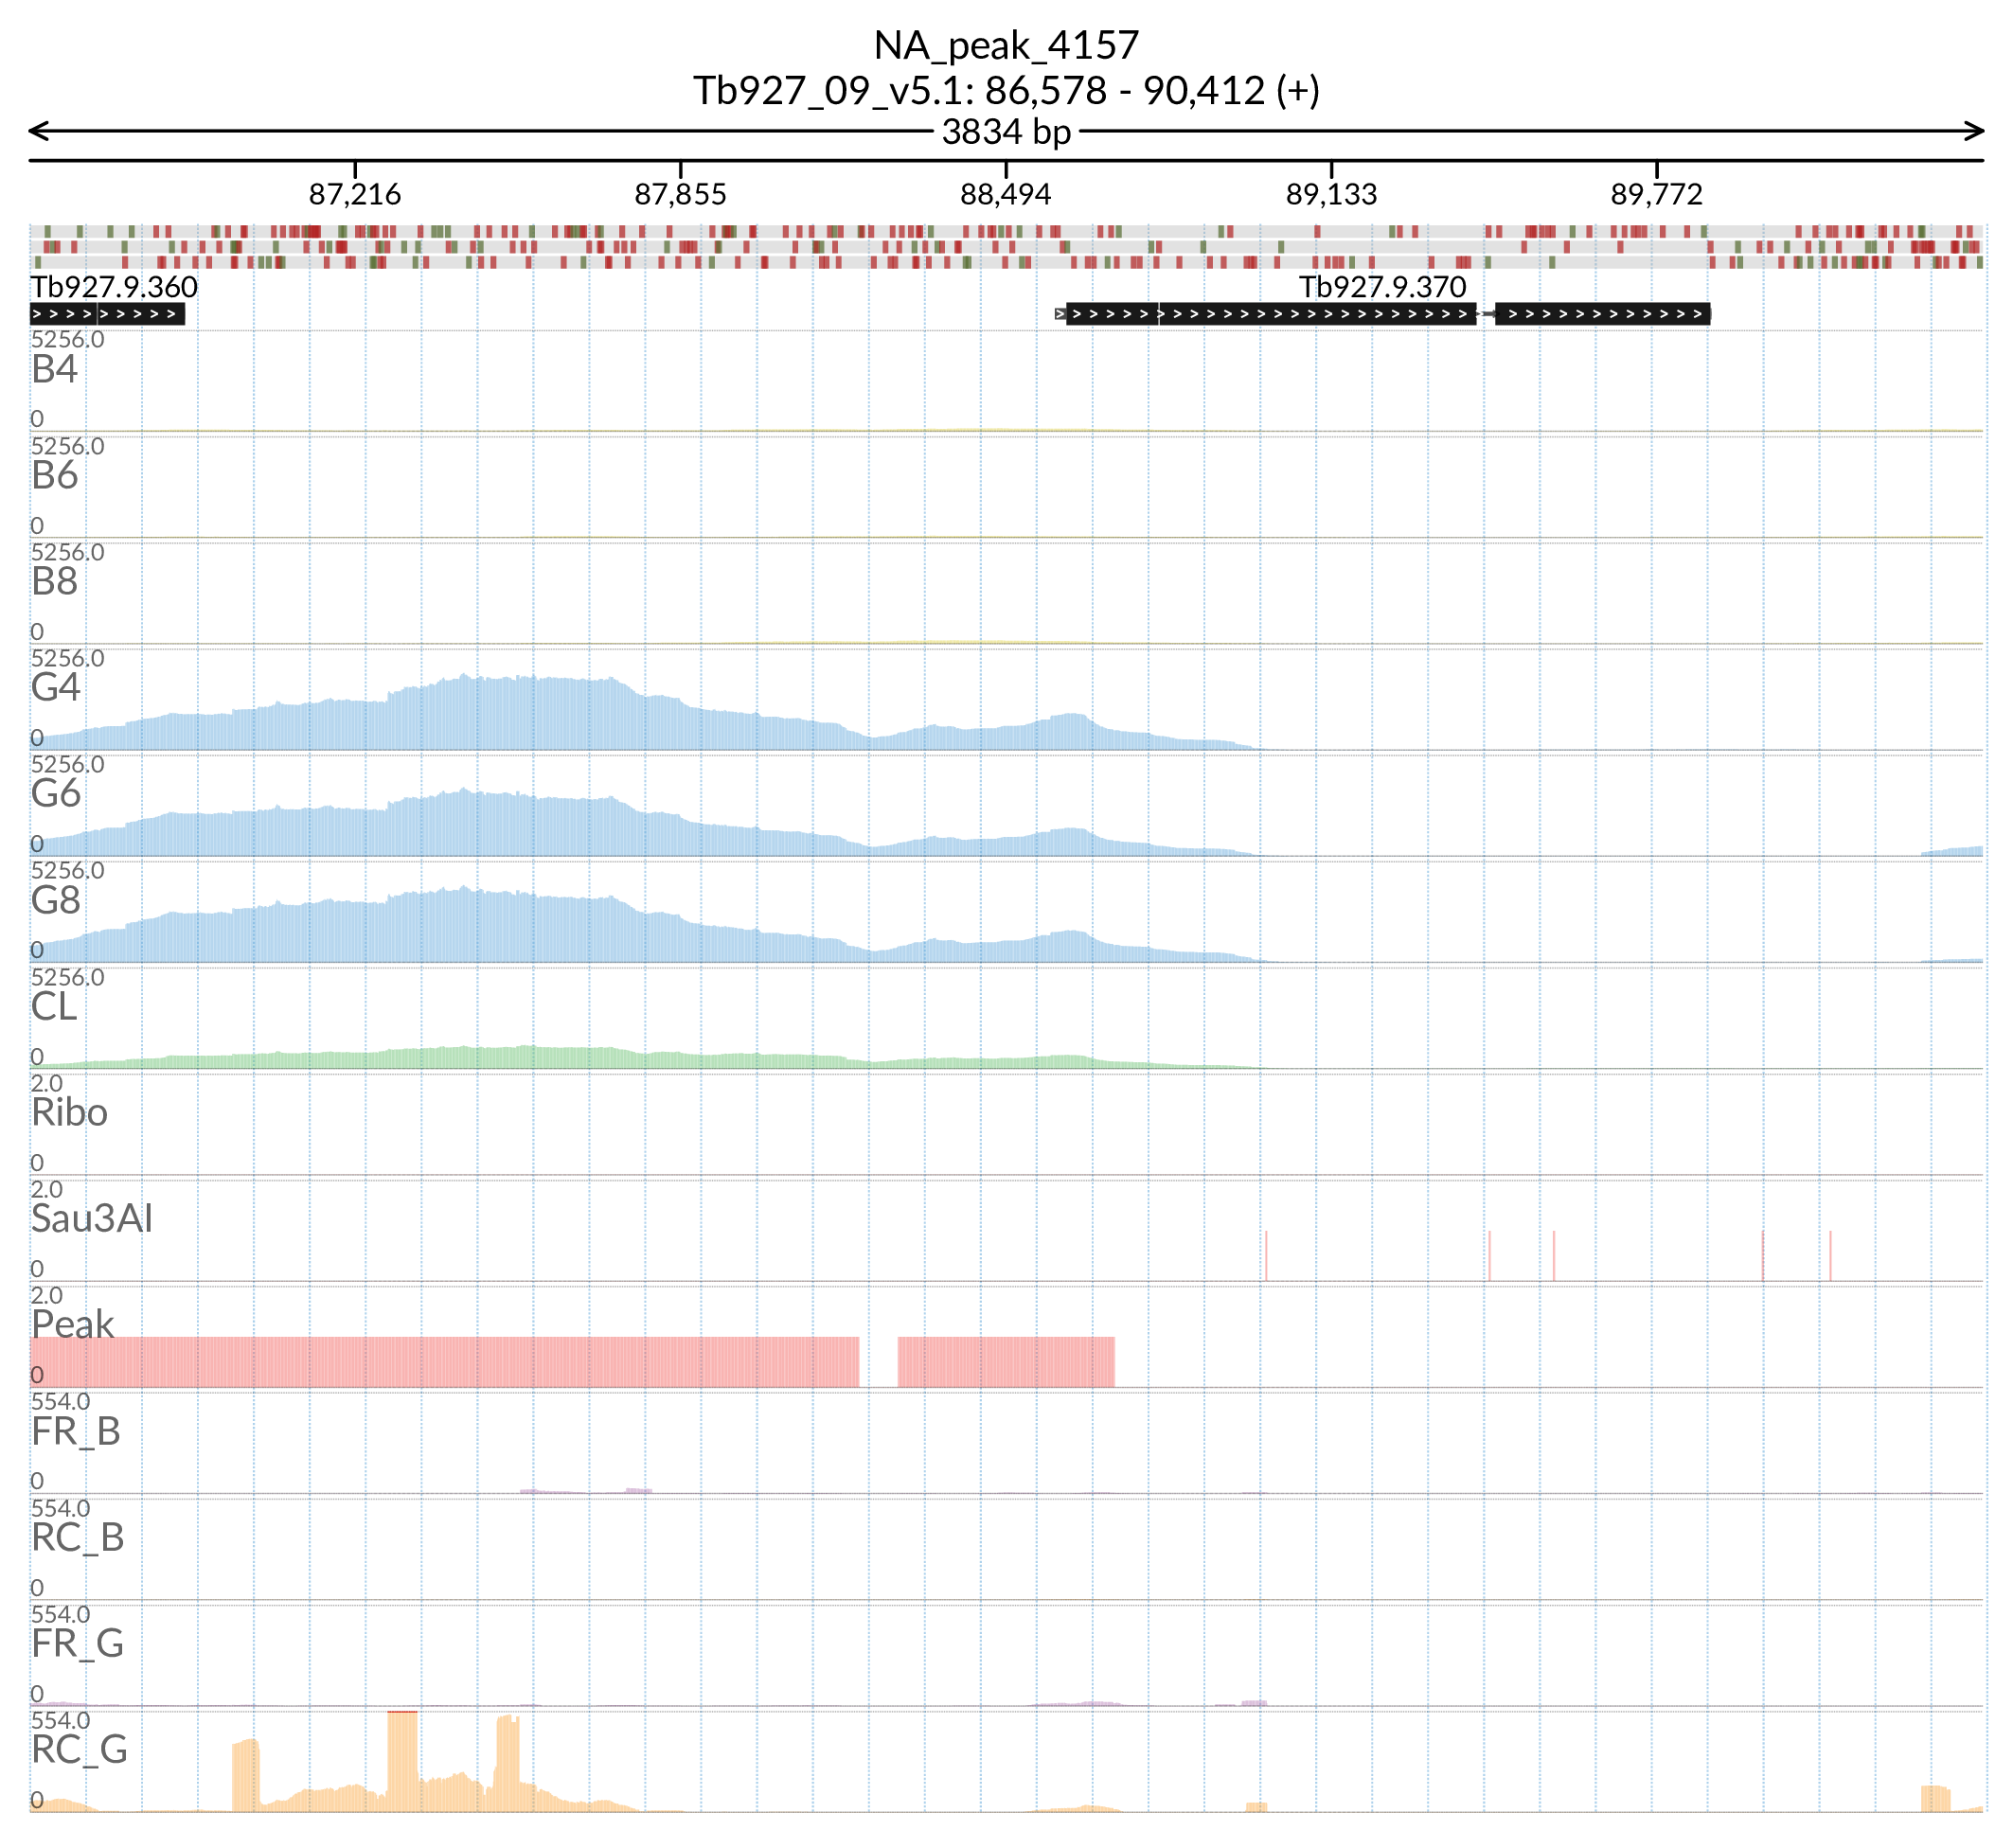 NA_peak_4157
Tb927_09_v5.1: 86,578 - 90,412 (+)
3834 bp
87,216 87,855 88,494 89,133 89,772
Tb927.9.360 Tb927.9.370
5256.0
B4
0
5256.0
B6
0
5256.0
B8
0
5256.0
G4
0
5256.0
G6
0
5256.0
G8
0
5256.0
CL
0
2.0
Ribo
0
2.0
Sau3AI
0
2.0
Peak
0
554.0
FR_B
0
554.0
RC_B
0
554.0
FR_G
0
554.0
RC_G
0